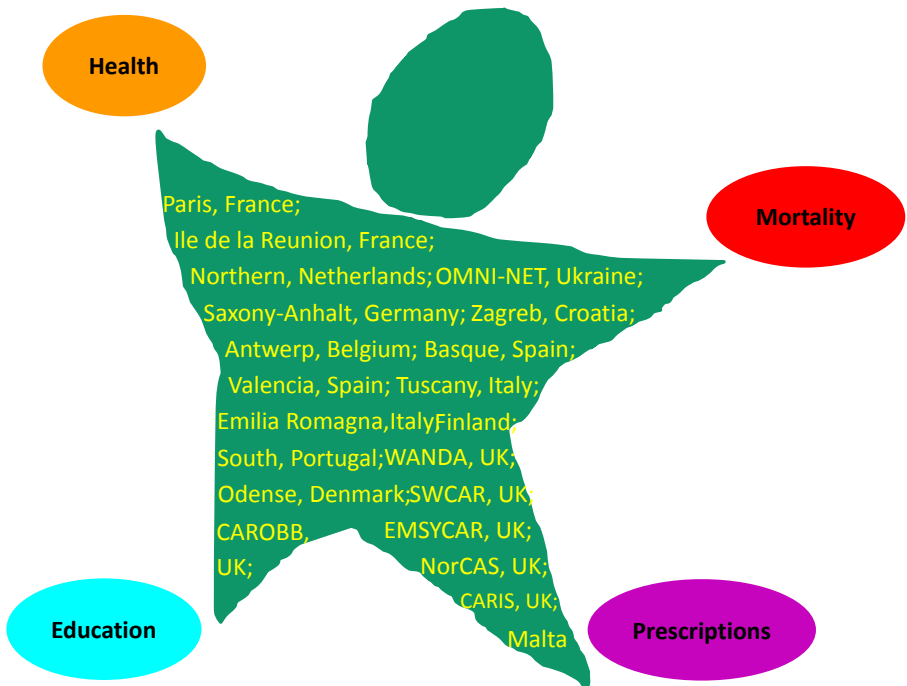 Health
Mortality
Paris, France;
Ile de la Reunion, France;
Northern, Netherlands; OMNI-NET, Ukraine;
Saxony-Anhalt, Germany; Zagreb, Croatia;
Antwerp, Belgium; Basque, Spain;
Valencia, Spain; Tuscany, Italy;
Emilia Romagna,Italy; Finland;
South, Portugal; WANDA, UK;
Odense, Denmark; SWCAR, UK;
CAROBB, EMSYCAR, UK;
UK; NorCAS, UK;
CARIS, UK;
Malta
Education
Prescriptions